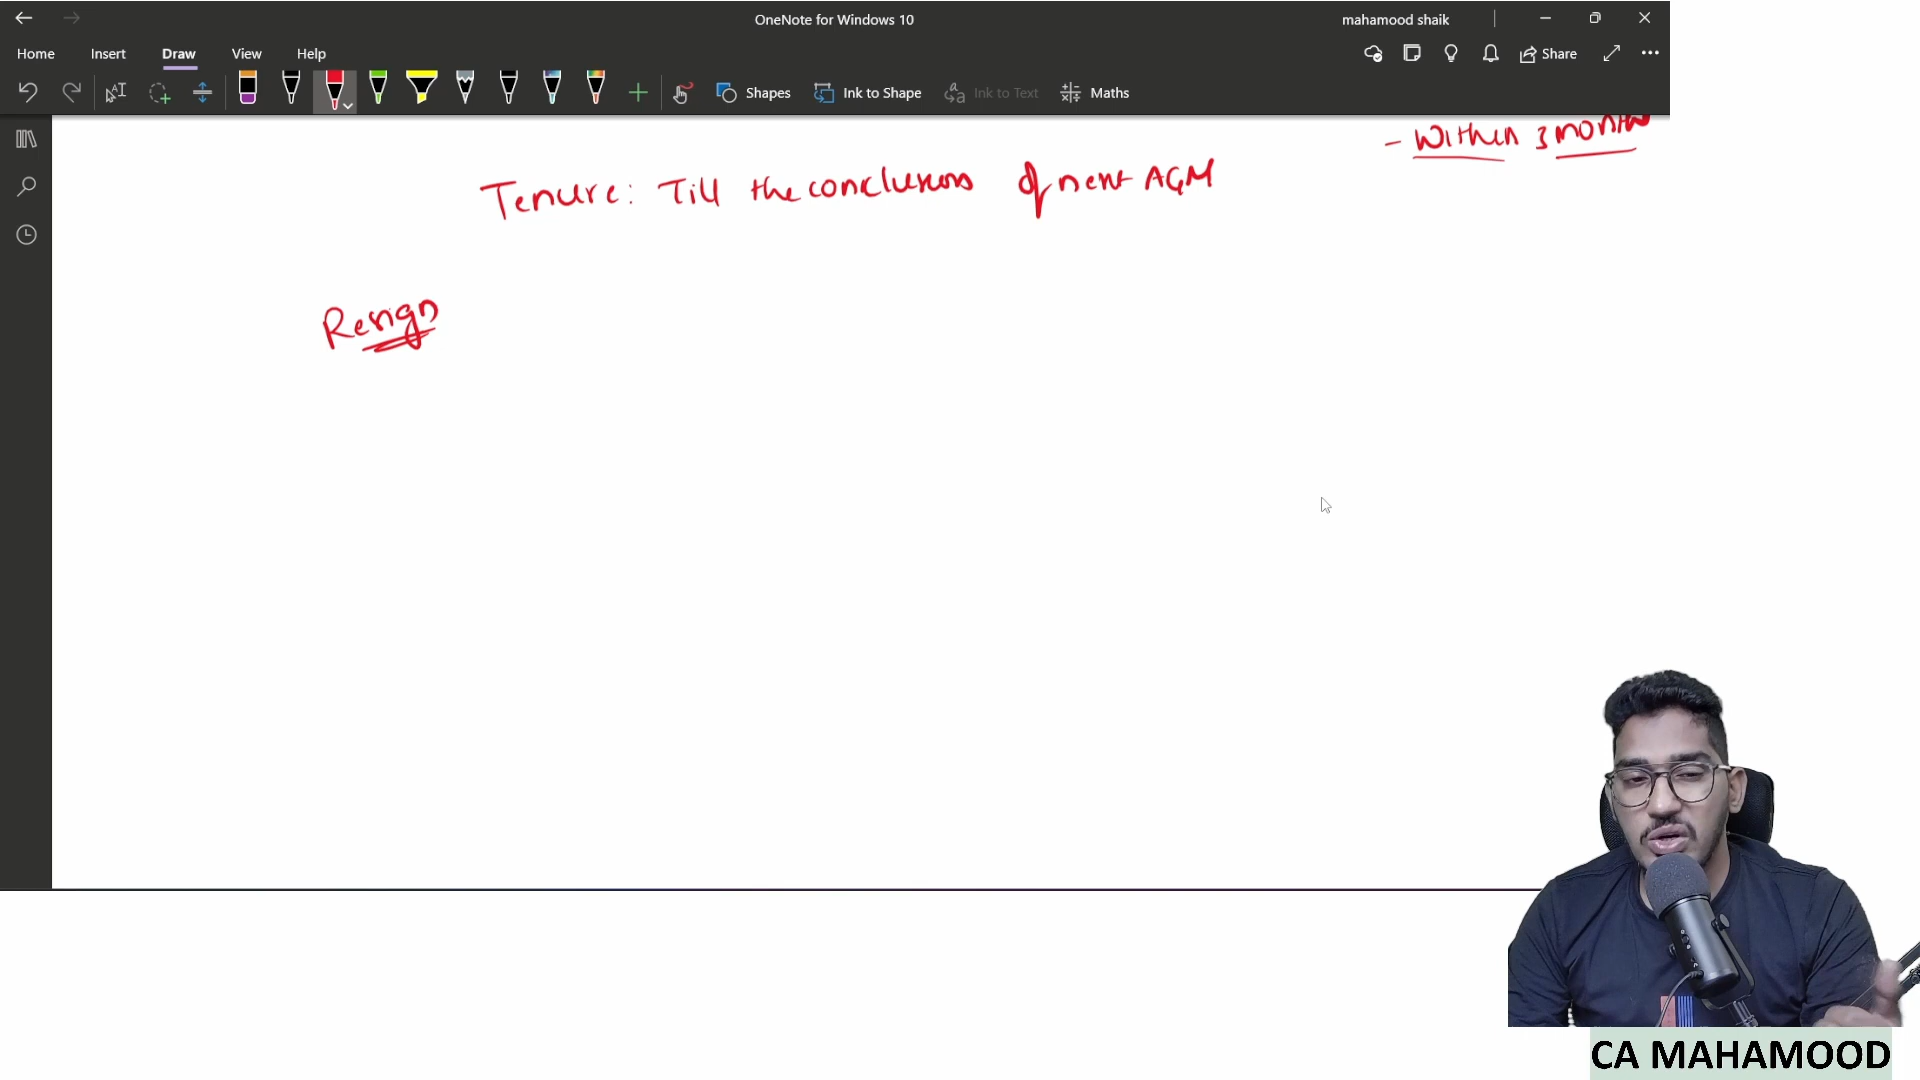 OneNote for Windows 10
mahamood shaik
Home Insert Draw View Help
Share
Shapes Ink to Shape Ink to Text Maths
- Within 3 months
Tenure: Till the conclusions of next AGM
Resign
CA MAHAMOOD